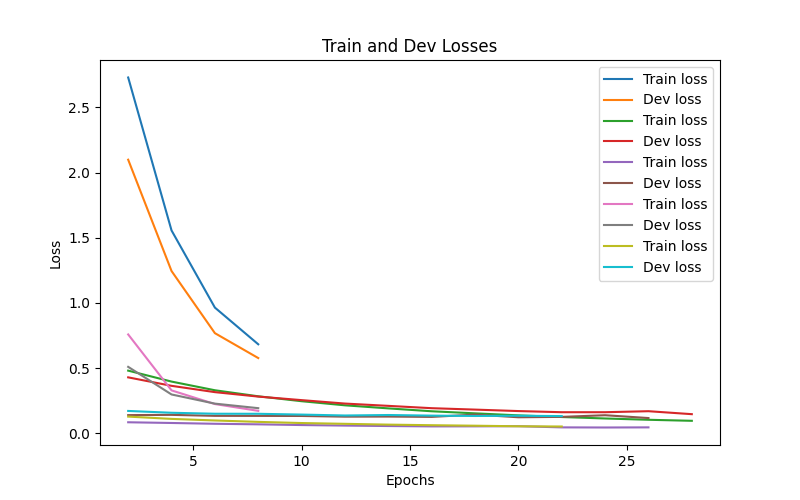 Train and Dev Losses
Train loss
Dev loss
Train loss
Dev loss
Train loss
Dev loss
Train loss
Dev loss
Train loss
Dev loss
2.5
2.0
1.5
1.0
0.5
0.0
Loss
5
10
15
20
25
Epochs